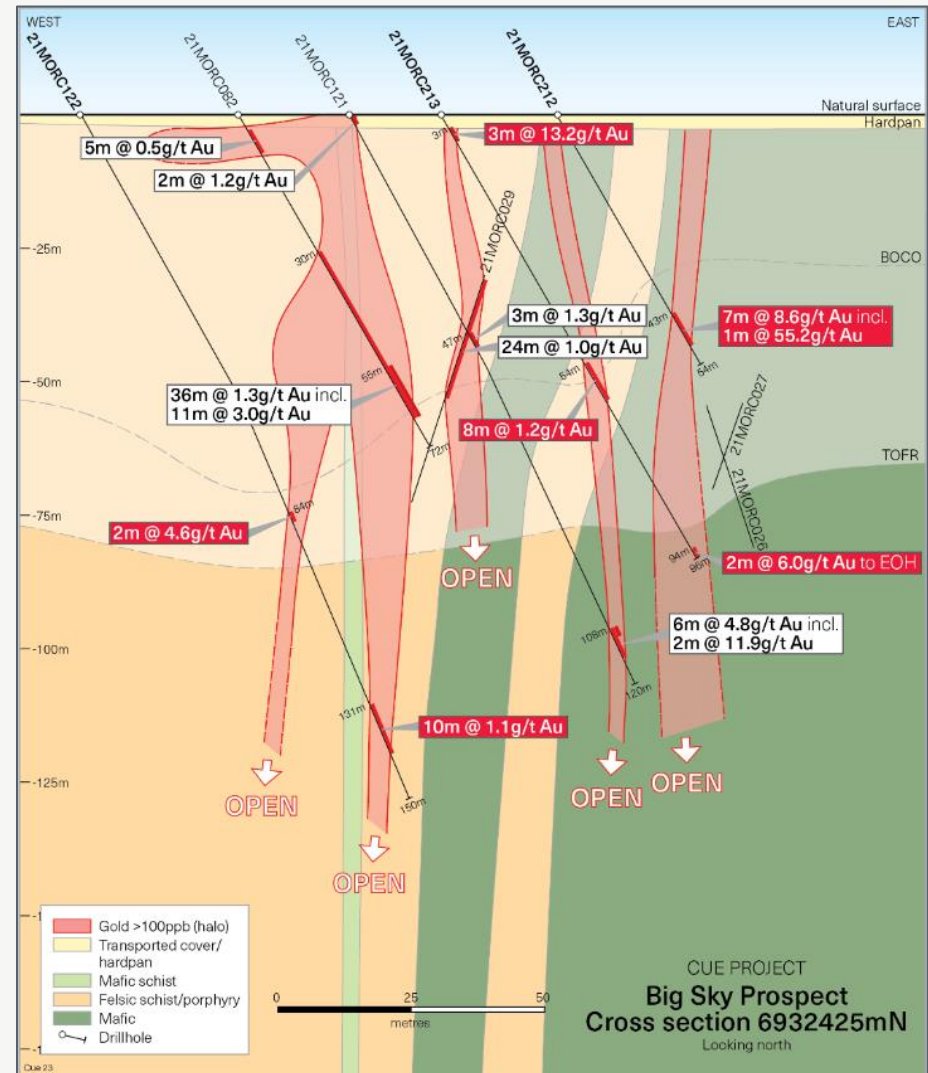 WEST
EAST
21MORC122
21MORC082
21MORC121
21MORC213
21MORC212
Natural surface
Hardpan
3m
3m @ 13.2g/t Au
5m @ 0.5g/t Au
2m @ 1.2g/t Au
-25m
21MORC029
BOCO
30m
43m
7m @ 8.6g/t Au incl.
1m @ 55.2g/t Au
3m @ 1.3g/t Au
47m
24m @ 1.0g/t Au
-50m
55m
54m
54m
36m @ 1.3g/t Au incl.
11m @ 3.0g/t Au
8m @ 1.2g/t Au
21MORC027
72m
TOFR
21MORC026
-75m
84m
2m @ 4.6g/t Au
OPEN
94m
96m
2m @ 6.0g/t Au to EOH
-100m
108m
6m @ 4.8g/t Au incl.
2m @ 11.9g/t Au
120m
131m
10m @ 1.1g/t Au
-125m
OPEN
150m
OPEN
OPEN
OPEN
Gold >100ppb (halo)
Transported cover/
hardpan
Mafic schist
Felsic schist/porphyry
Mafic
Drillhole
0 25 50
metres
CUE PROJECT
Big Sky Prospect
Cross section 6932425mN
Looking north
Cue 23